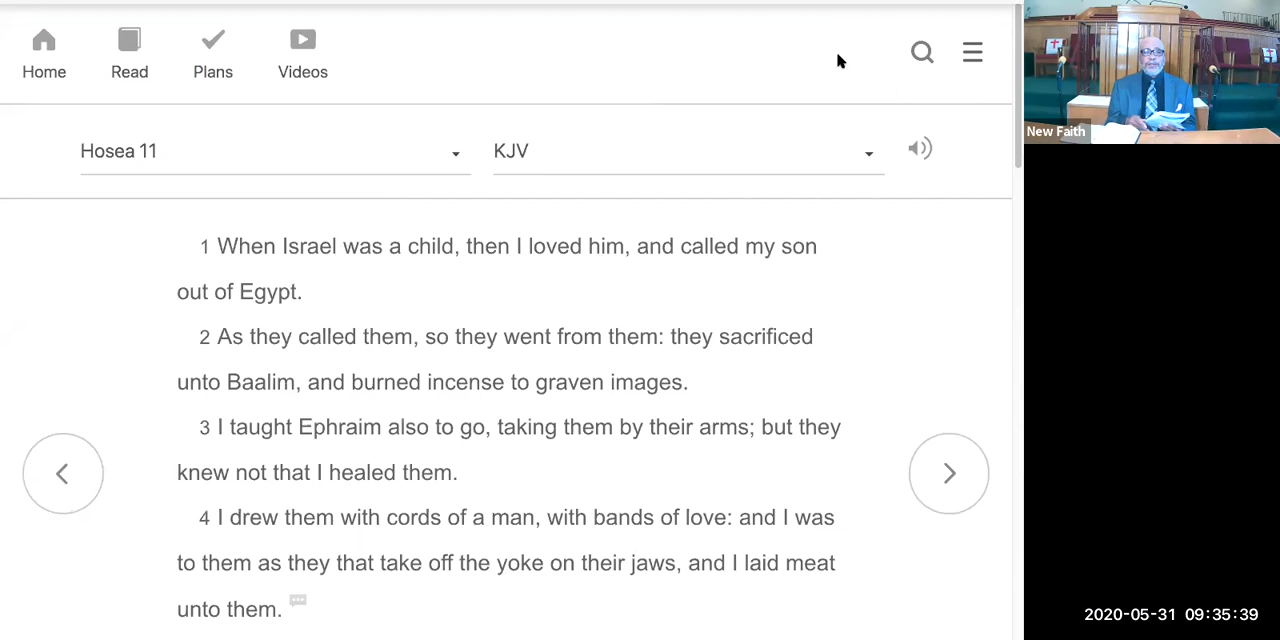 Home Read Plans Videos
Hosea 11 KJV
1 When Israel was a child, then I loved him, and called my son
out of Egypt.
2 As they called them, so they went from them: they sacrificed
unto Baalim, and burned incense to graven images.
3 I taught Ephraim also to go, taking them by their arms; but they
knew not that I healed them.
4 I drew them with cords of a man, with bands of love: and I was
to them as they that take off the yoke on their jaws, and I laid meat
unto them.
New Faith
2020-05-31 09:35:39